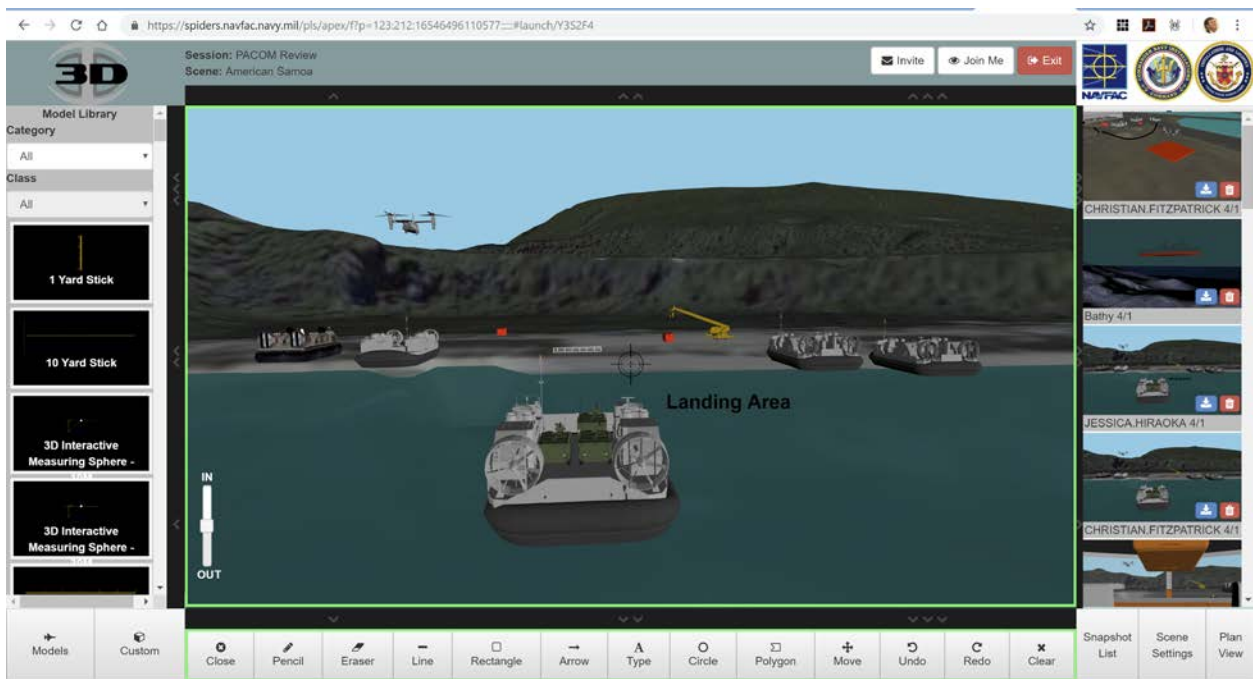 https://spiders.navfac.navy.mil/pls/apex/f?p=123:212:16546496110577::::#launch/Y3S2F4
3D
Session: PACOM Review
Scene: American Samoa
Invite
Join Me
Exit
NAVFAC
Model Library
Category
All
Class
All
1 Yard Stick
10 Yard Stick
3D Interactive
Measuring Sphere -
3D Interactive
Measuring Sphere -
Landing Area
IN
OUT
CHRISTIAN.FITZPATRICK 4/1
Bathy 4/1
JESSICA.HIRAOKA 4/1
CHRISTIAN.FITZPATRICK 4/1
Models
Custom
Close
Pencil
Eraser
Line
Rectangle
Arrow
A
Type
Circle
Polygon
Move
Undo
Redo
Clear
Snapshot
List
Scene
Settings
Plan
View